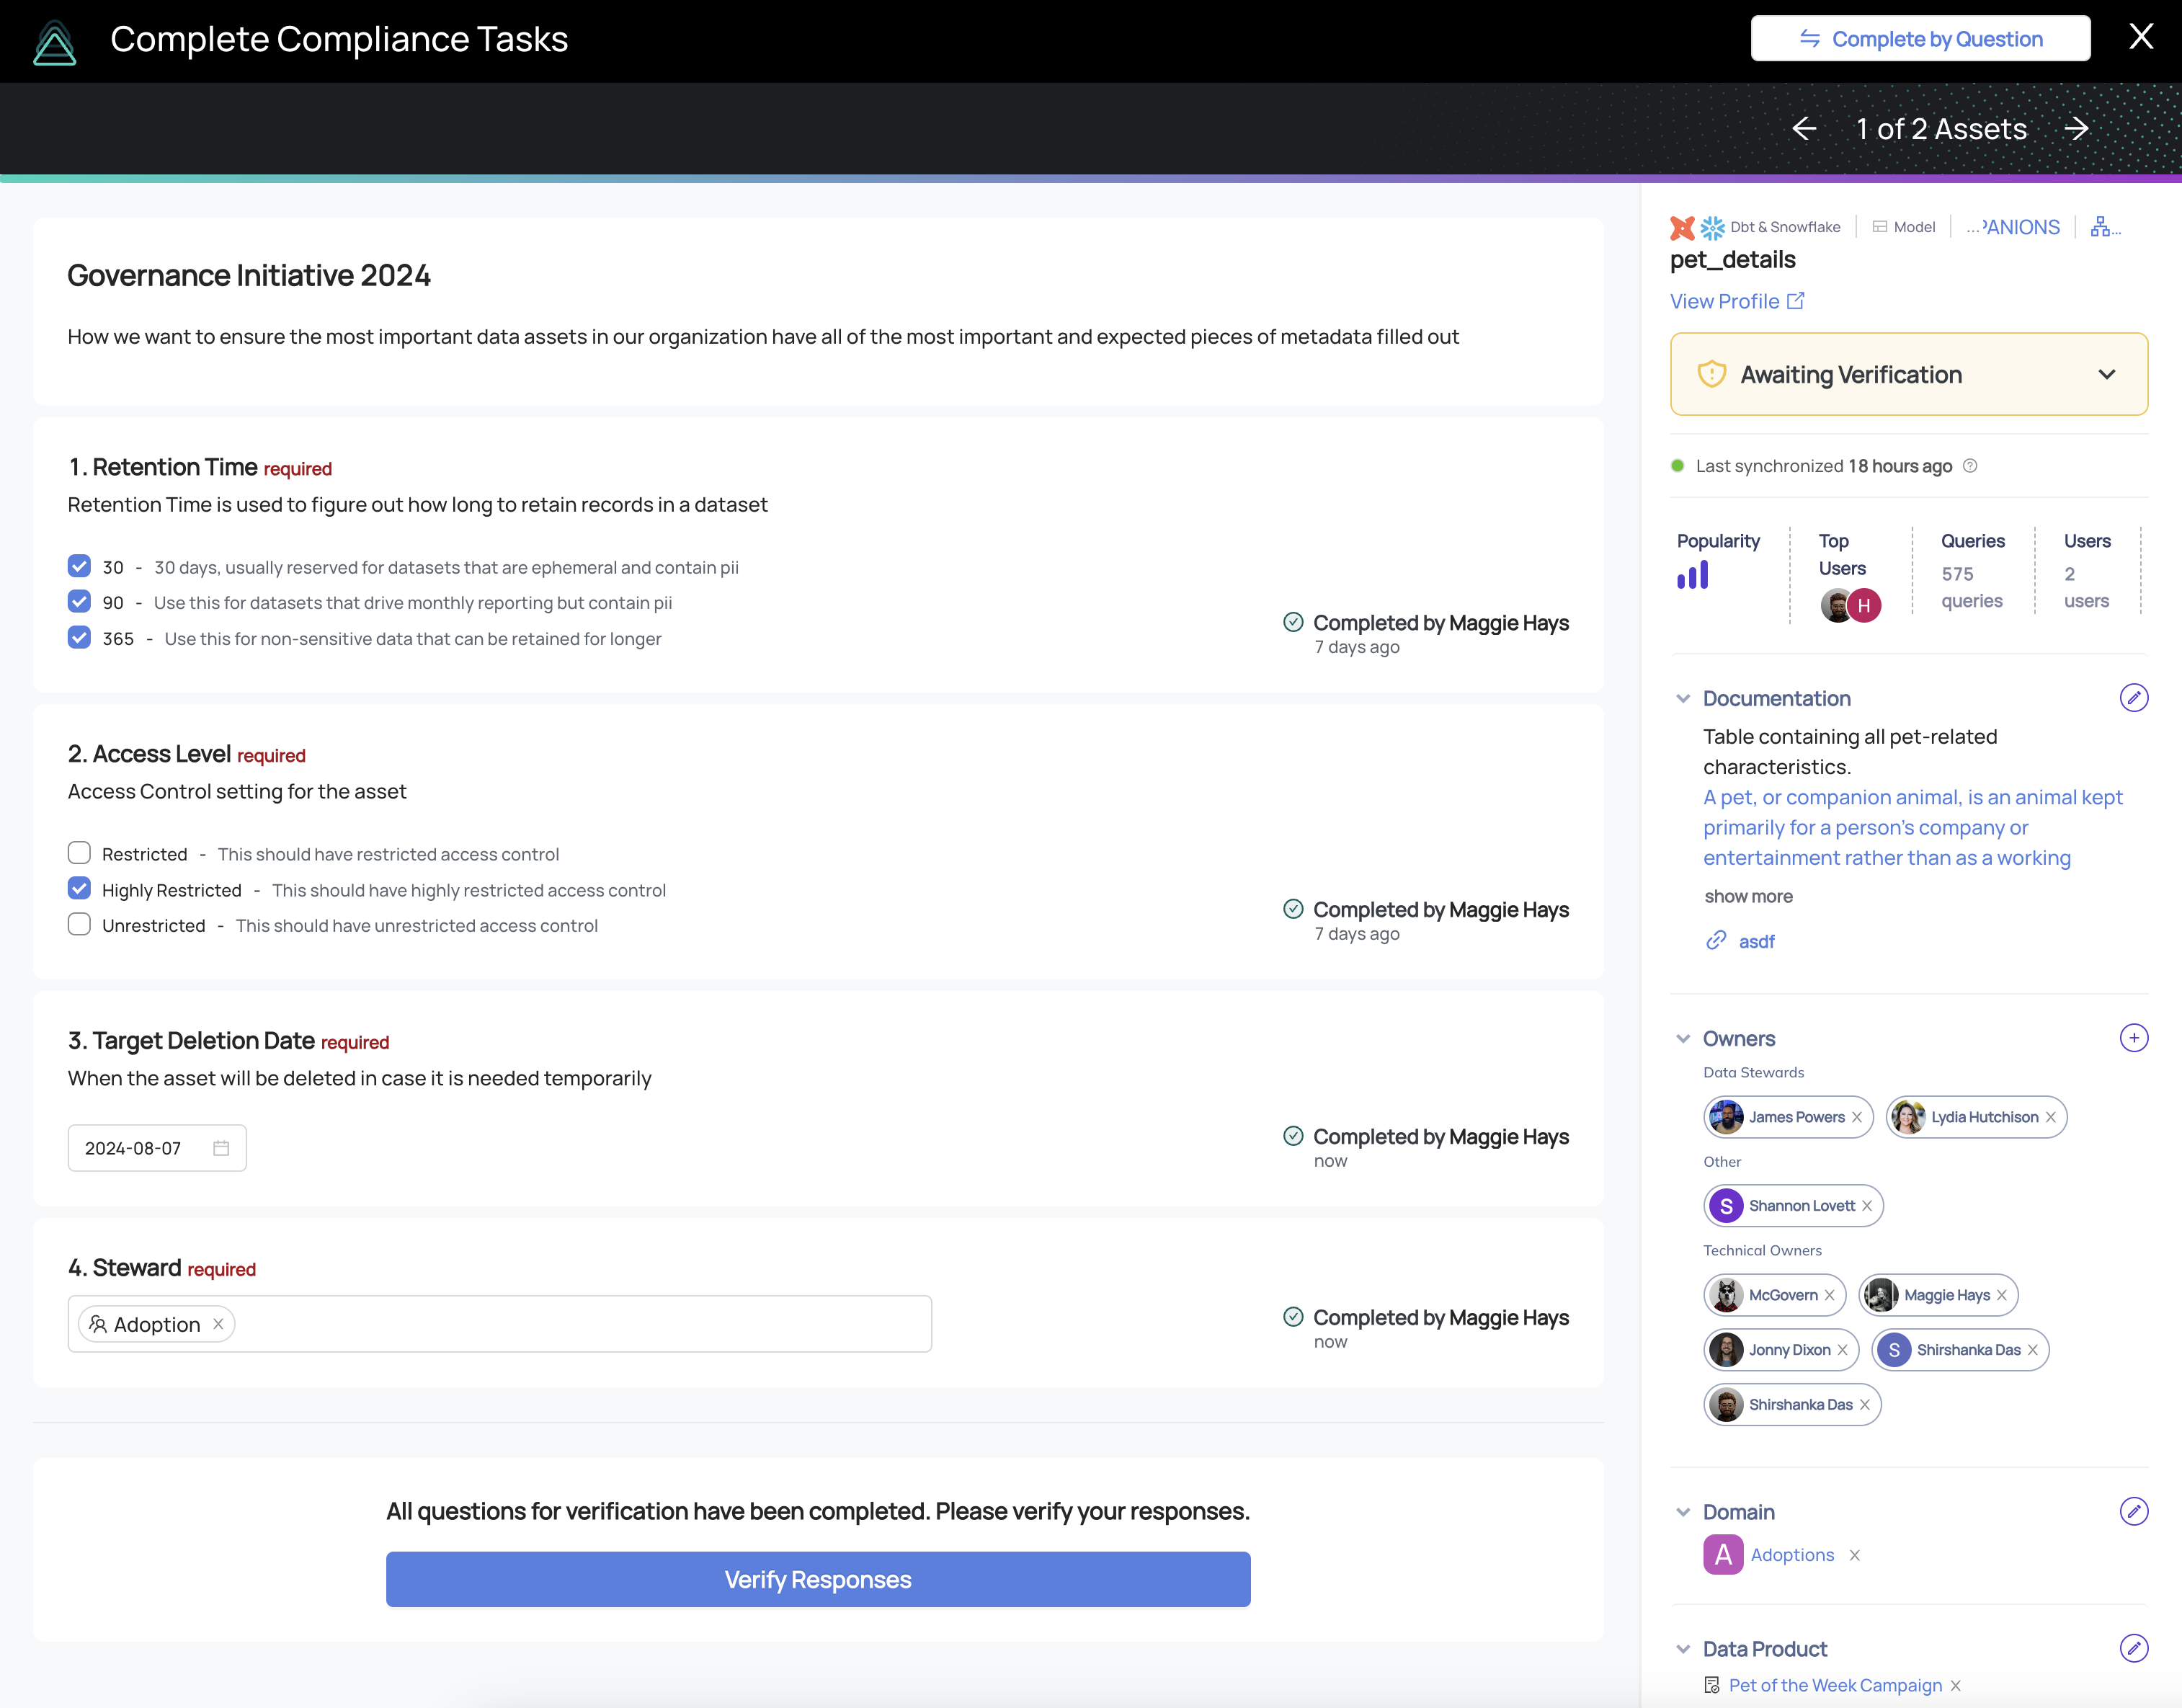 Complete Compliance Tasks
Complete by Question
X
1 of 2 Assets
Governance Initiative 2024
How we want to ensure the most important data assets in our organization have all of the most important and expected pieces of metadata filled out
1. Retention Time required
Retention Time is used to figure out how long to retain records in a dataset
30 - 30 days, usually reserved for datasets that are ephemeral and contain pii
90 - Use this for datasets that drive monthly reporting but contain pii
365 - Use this for non-sensitive data that can be retained for longer
Completed by Maggie Hays
7 days ago
2. Access Level required
Access Control setting for the asset
Restricted - This should have restricted access control
Highly Restricted - This should have highly restricted access control
Unrestricted - This should have unrestricted access control
Completed by Maggie Hays
7 days ago
3. Target Deletion Date required
When the asset will be deleted in case it is needed temporarily
2024-08-07
Completed by Maggie Hays
now
4. Steward required
Adoption
Completed by Maggie Hays
now
All questions for verification have been completed. Please verify your responses.
Verify Responses
Dbt & Snowflake
Model
...PANIONS
...
pet_details
View Profile
Awaiting Verification
Last synchronized 18 hours ago
Popularity
Top
Users
H
Queries
575
queries
Users
2
users
Documentation
Table containing all pet-related
characteristics.
A pet, or companion animal, is an animal kept
primarily for a person's company or
entertainment rather than as a working
show more
asdf
Owners
Data Stewards
James Powers
Lydia Hutchison
Other
S Shannon Lovett
Technical Owners
McGovern
Maggie Hays
Jonny Dixon
S Shirshanka Das
Shirshanka Das
Domain
A Adoptions
Data Product
Pet of the Week Campaign